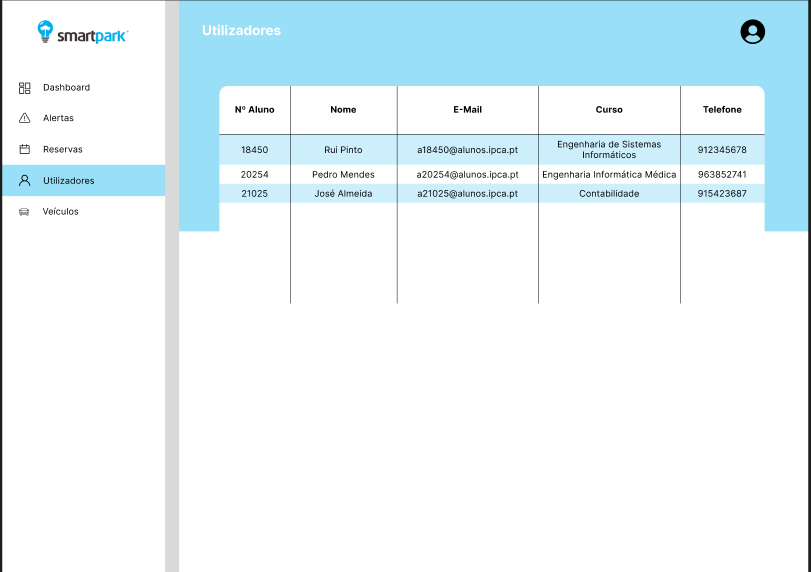 smartpark
Utilizadores
Dashboard
Alertas
Reservas
Utilizadores
Veículos
Nº Aluno Nome E-Mail Curso Telefone
18450 Rui Pinto a18450@alunos.ipca.pt Engenharia de Sistemas Informáticos 912345678
20254 Pedro Mendes a20254@alunos.ipca.pt Engenharia Informática Médica 963852741
21025 José Almeida a21025@alunos.ipca.pt Contabilidade 915423687